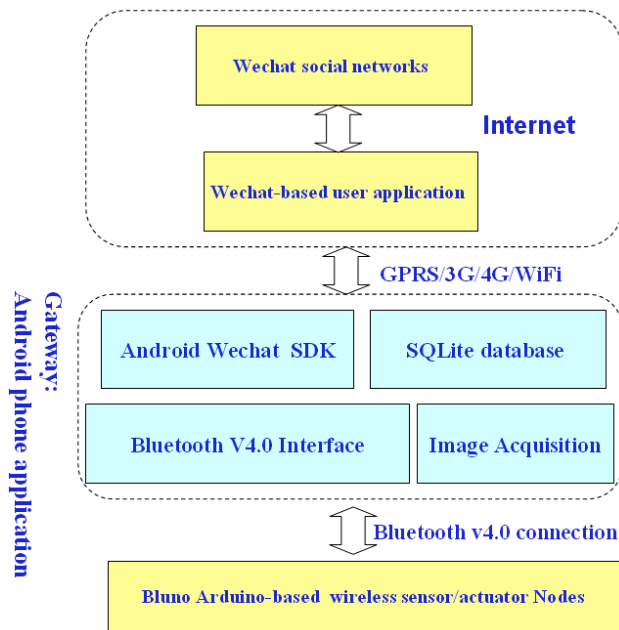 Wechat social networks
Internet
Wechat-based user application
GPRS/3G/4G/WiFi
Gateway:
Android phone application
Android Wechat SDK
SQLite database
Bluetooth V4.0 Interface
Image Acquisition
Bluetooth v4.0 connection
Bluno Arduino-based wireless sensor/actuator Nodes